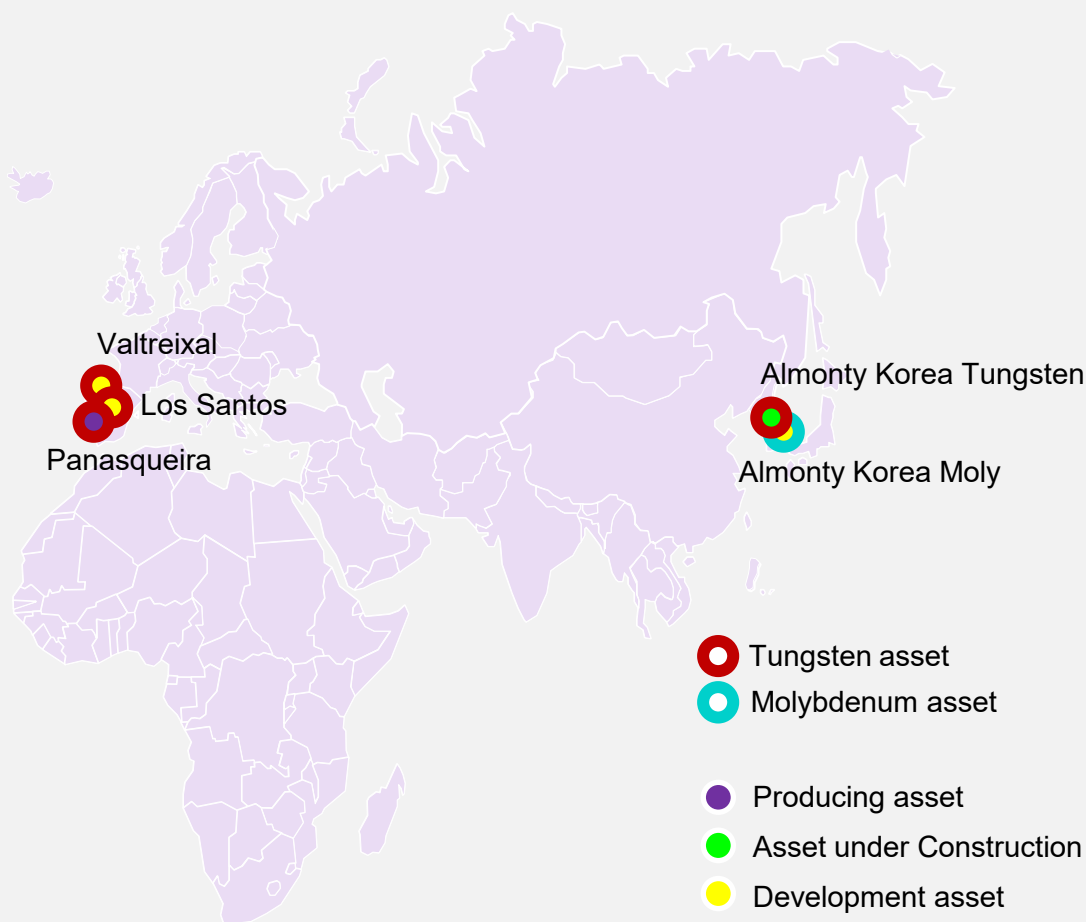 Valtreixal
Los Santos
Panasqueira
Almonty Korea Tungsten
Almonty Korea Moly
Tungsten asset
Molybdenum asset
Producing asset
Asset under Construction
Development asset